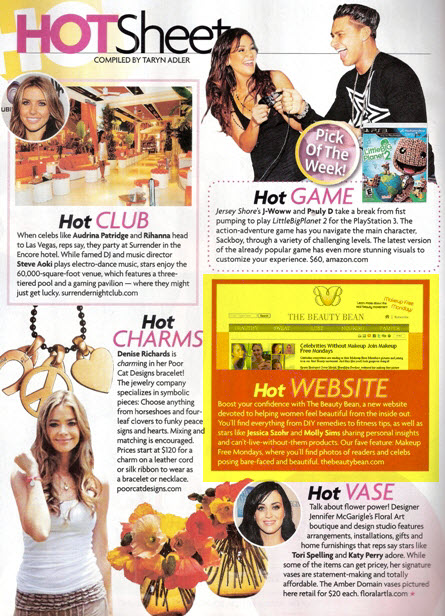 HOTSheet
COMPILED BY TARYN ADLER
Hot CLUB
When celebs like Audrina Patridge and Rihanna head
to Las Vegas, reps say, they party at Surrender in the
Encore hotel. While famed DJ and music director
Steve Aoki plays electro-dance music, stars enjoy the
60,000-square-foot venue, which features a three-
tiered pool and a gaming pavilion — where they might
just get lucky. surrendernightclub.com
Pick
Of The
Week!
PS3
LittleBigPlanet 2
Hot GAME
Jersey Shore's J-Woww and Pauly D take a break from fist
pumping to play LittleBigPlanet 2 for the PlayStation 3. The
action-adventure game has you navigate the main character,
Sackboy, through a variety of challenging levels. The latest version
of the already popular game has even more stunning visuals to
customize your experience. $60, amazon.com
Hot
CHARMS
Denise Richards is
charming in her Poor
Cat Designs bracelet!
The jewelry company
specializes in symbolic
pieces: Choose anything
from horseshoes and four-
leaf clovers to funky peace
signs and hearts. Mixing and
matching is encouraged.
Prices start at $120 for a
charm on a leather cord
or silk ribbon to wear as
a bracelet or necklace.
poorcatdesigns.com
THE BEAUTY BEAN
Makeup Free
Monday!
Celebrities Without Makeup Join Makeup
Free Mondays
Hot WEBSITE
Boost your confidence with The Beauty Bean, a new website
devoted to helping women feel beautiful from the inside out.
You'll find everything from DIY remedies to fitness tips, as well as
stars like Jessica Szohr and Molly Sims sharing personal insights
and can't-live-without-them products. Our fave feature: Makeup
Free Mondays, where you'll find photos of readers and celebs
posing bare-faced and beautiful. thebeautybean.com
Hot VASE
Talk about flower power! Designer
Jennifer McGarigle's Floral Art
boutique and design studio features
arrangements, installations, gifts and
home furnishings that reps say stars like
Tori Spelling and Katy Perry adore. While
some of the items can get pricey, her signature
vases are statement-making and totally
affordable. The Amber Domain vases pictured
here retail for $20 each. floralartla.com